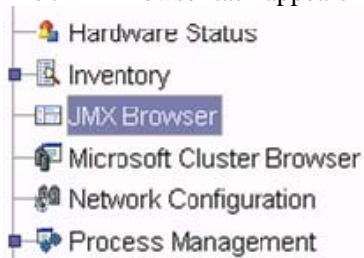 Hardware Status
Inventory
JMX Browser
Microsoft Cluster Browser
Network Configuration
Process Management